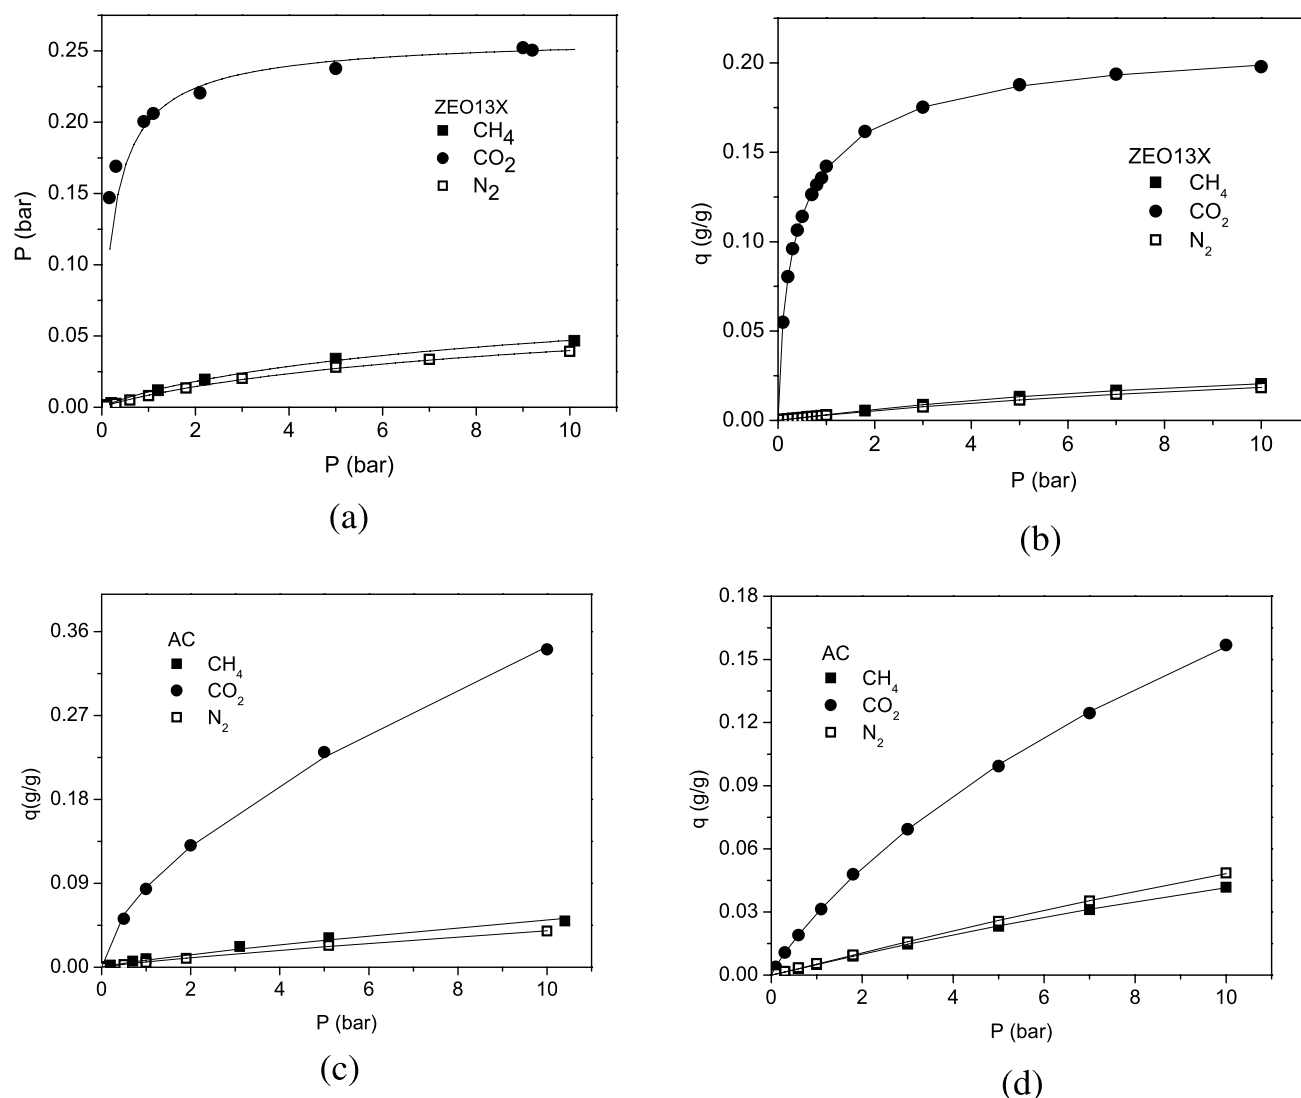 0.25
0.20
0.15
0.10
0.05
0.00
P (bar)
ZEO13X
CH4
CO2
N2
0 2 4 6 8 10
P (bar)
(a)
0.20
0.15
0.10
0.05
0.00
q (g/g)
ZEO13X
CH4
CO2
N2
0 2 4 6 8 10
P (bar)
(b)
0.36
0.27
0.18
0.09
0.00
q(g/g)
AC
CH4
CO2
N2
0 2 4 6 8 10
P (bar)
(c)
0.18
0.15
0.12
0.09
0.06
0.03
0.00
q (g/g)
AC
CH4
CO2
N2
0 2 4 6 8 10
P (bar)
(d)